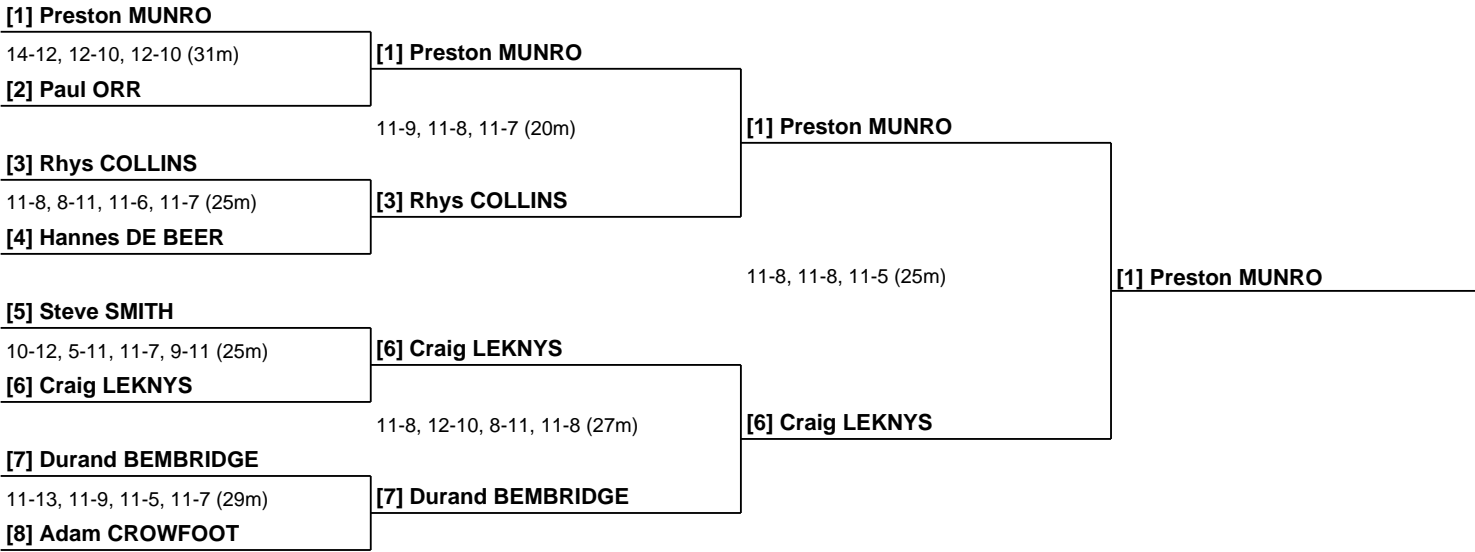 [1] Preston MUNRO
14-12, 12-10, 12-10 (31m)
[1] Preston MUNRO
[2] Paul ORR
11-9, 11-8, 11-7 (20m)
[1] Preston MUNRO
[3] Rhys COLLINS
11-8, 8-11, 11-6, 11-7 (25m)
[3] Rhys COLLINS
[4] Hannes DE BEER
11-8, 11-8, 11-5 (25m)
[1] Preston MUNRO
[5] Steve SMITH
10-12, 5-11, 11-7, 9-11 (25m)
[6] Craig LEKNYS
[6] Craig LEKNYS
11-8, 12-10, 8-11, 11-8 (27m)
[6] Craig LEKNYS
[7] Durand BEMBRIDGE
11-13, 11-9, 11-5, 11-7 (29m)
[7] Durand BEMBRIDGE
[8] Adam CROWFOOT